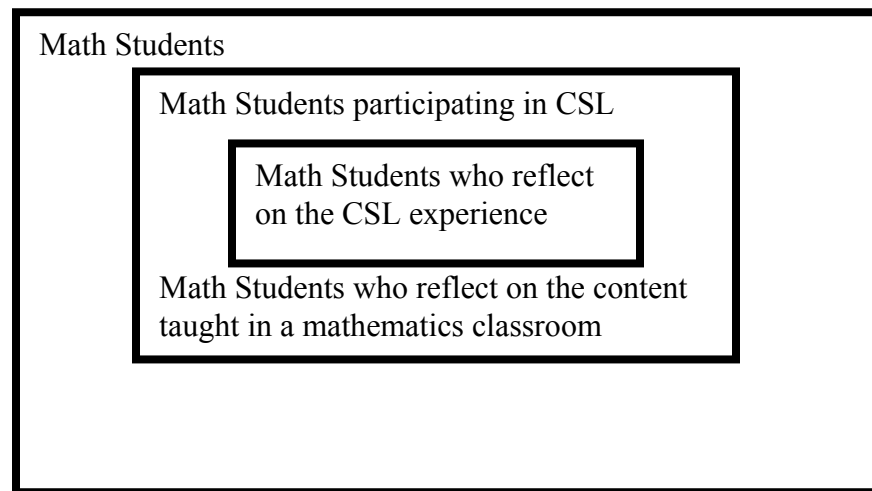 Math Students
Math Students participating in CSL
Math Students who reflect
on the CSL experience
Math Students who reflect on the content
taught in a mathematics classroom